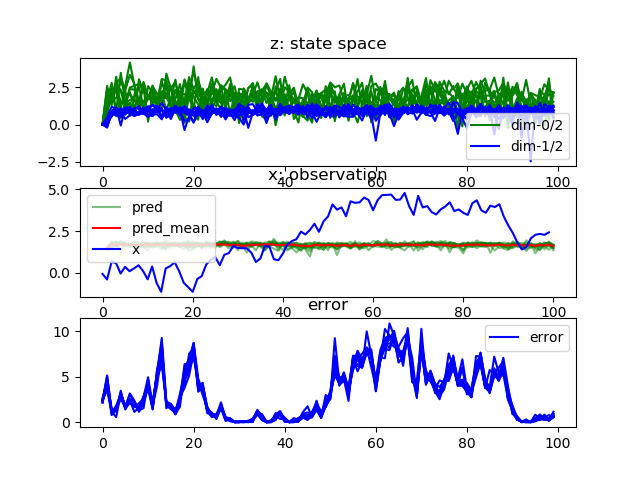 z: state space
2.5
0.0
−2.5
dim-0/2
dim-1/2
0 20 40 60 80 100
x: observation
5.0
2.5
0.0
pred
pred_mean
x
0 20 40 60 80 100
error
10
5
0
error
0 20 40 60 80 100